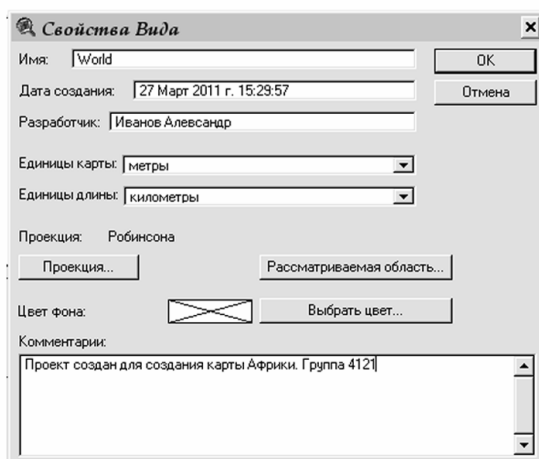 Свойства Вида
Имя: World
OK
Дата создания: 27 Март 2011 г. 15:29:57
Отмена
Разработчик: Иванов Алевсандр
Единицы карты: метры
Единицы длины: километры
Проекция: Робинсона
Проекция... Рассматриваемая область...
Цвет фона: Выбрать цвет...
Комментарии:
Проект создан для создания карты Африки. Группа 4121